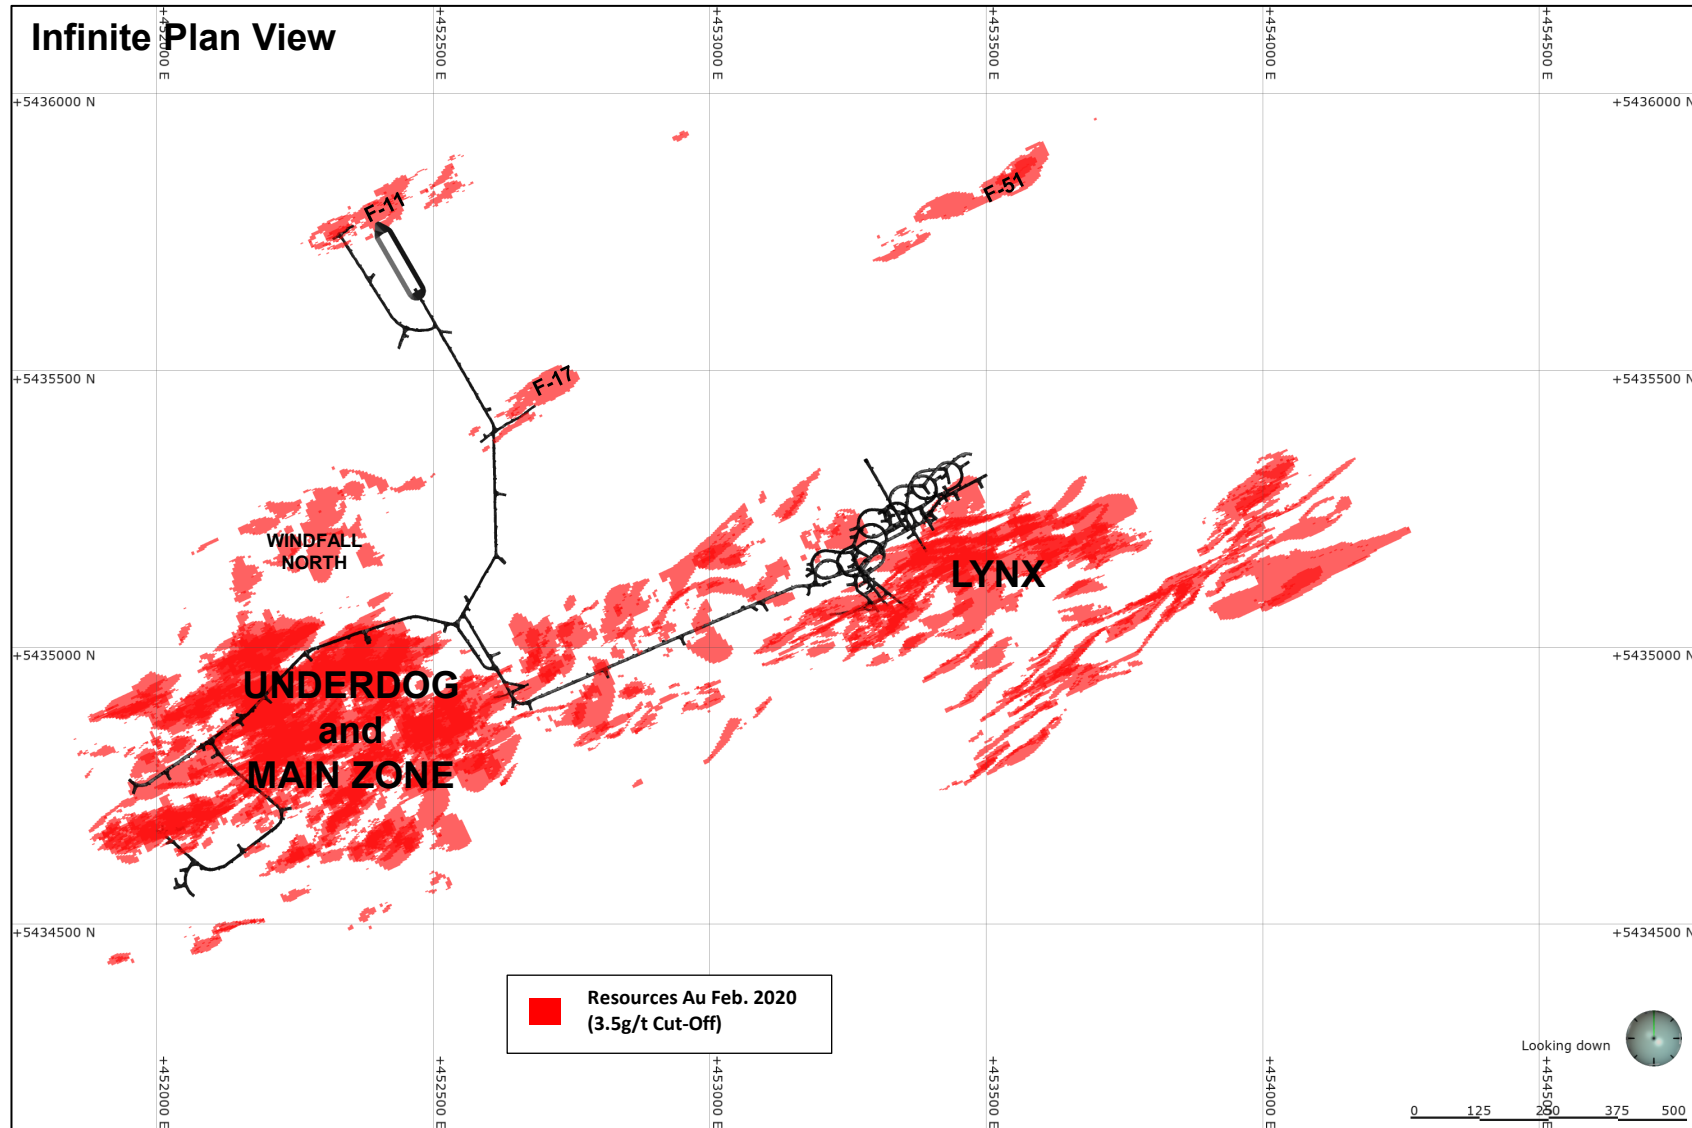 Infinite Plan View
+452000 E
+452500 E
+453000 E
+453500 E
+454000 E
+454500 E
+5436000 N
+5436000 N
F-11
F-51
+5435500 N
+5435500 N
F-17
WINDFALL
NORTH
LYNX
+5435000 N
+5435000 N
UNDERDOG
and
MAIN ZONE
+5434500 N
+5434500 N
Resources Au Feb. 2020
(3.5g/t Cut-Off)
Looking down
+452000 E
+452500 E
+453000 E
+453500 E
+454000 E
+454500 E
0 125 250 375 500